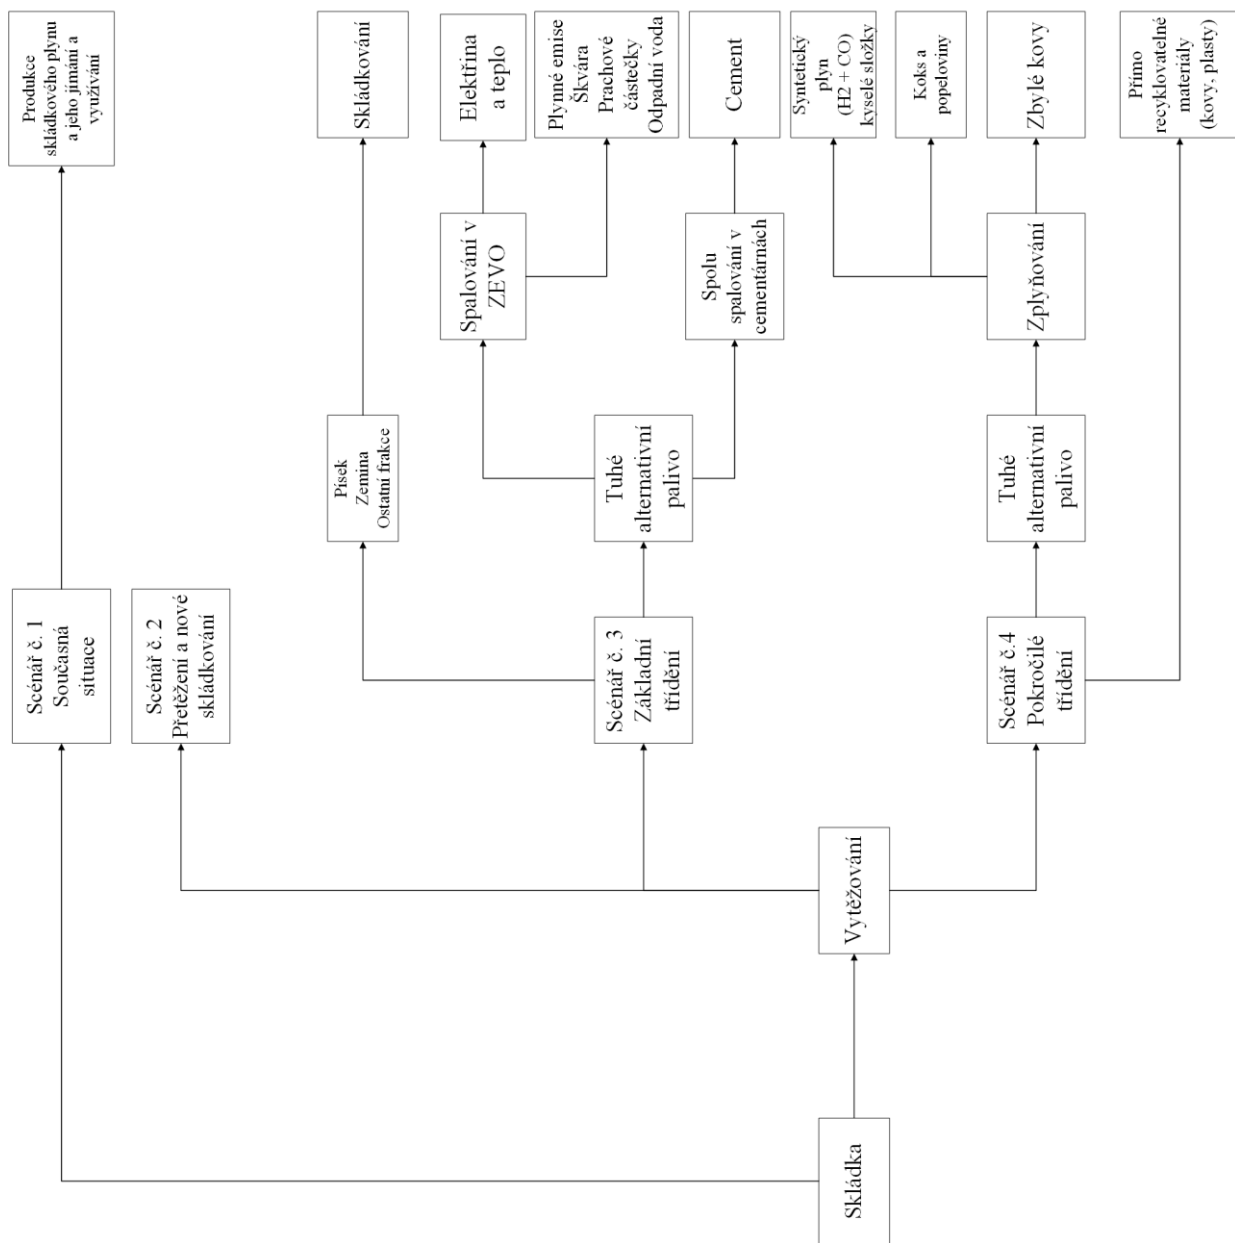 Produkce
skládkového plynu
a jeho jímání a
využívání
Skládkování
Elektřina
a teplo
Plynné emise
Škvára
Prachové
částečky
Odpadní voda
Cement
Syntetický
plyn
(H2 + CO)
kyselé složky
Koks a
popeloviny
Zbylé kovy
Přímo
recyklovatelné
materiály
(kovy, plasty)
Spalování v
ZEVO
Spolu
spalování v
cementárnách
Zplyňování
Písek
Zemina
Ostatní frakce
Tuhé
alternativní
palivo
Tuhé
alternativní
palivo
Scénář č. 1
Současná
situace
Scénář č. 2
Přetěžení a nové
skládkování
Scénář č. 3
Základní
třídění
Scénář č.4
Pokročilé
třídění
Vytěžování
Skládka